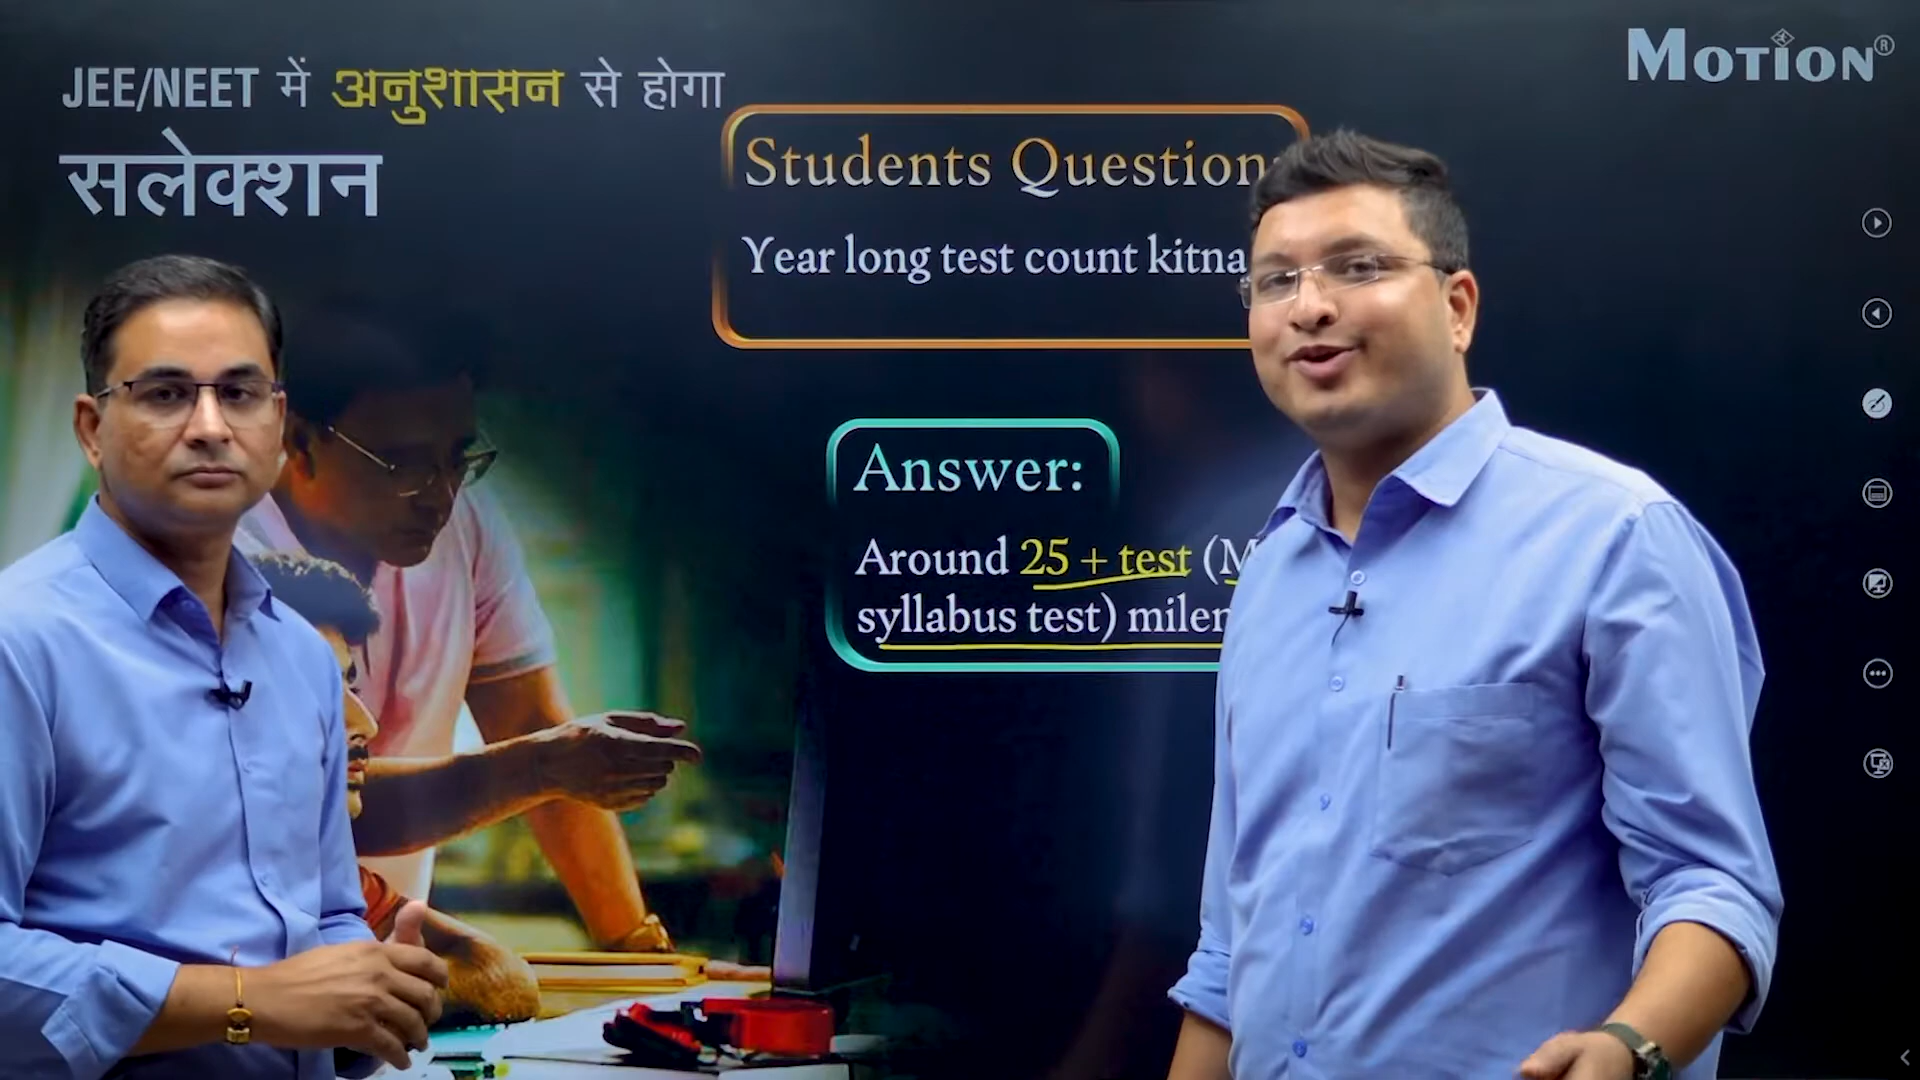 JEE/NEET में अनुशासन से होगा
सलेक्शन
MOTION®
Students Question
Year long test count kitna
Answer:
Around 25 + test (M
syllabus test) milen